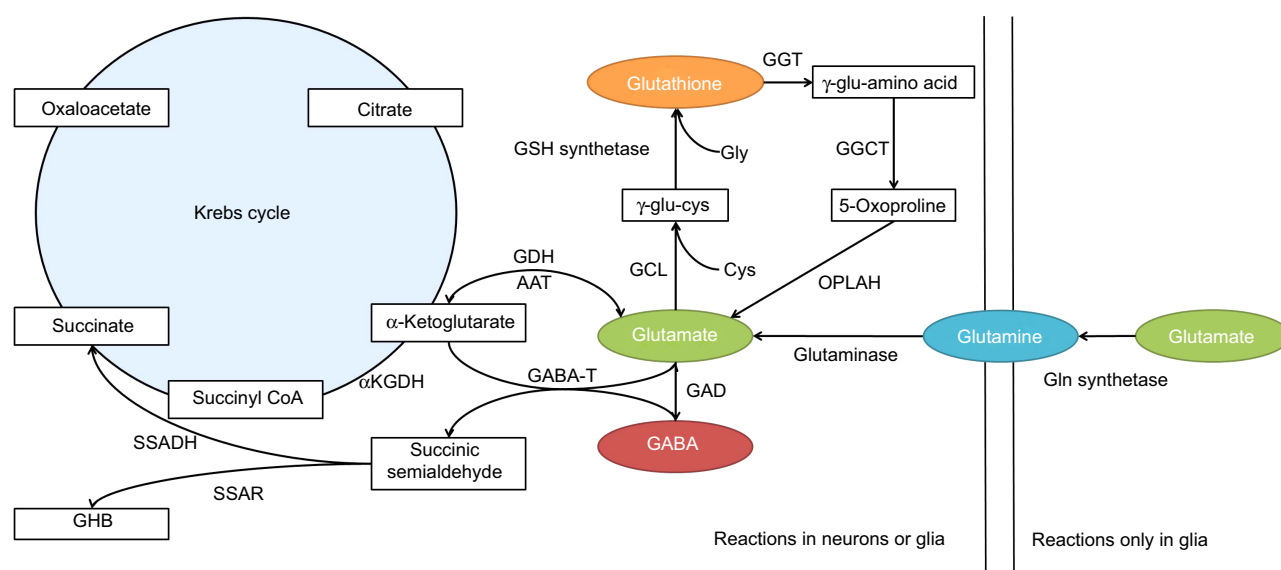 GGT
Glutathione
γ-glu-amino acid
Oxaloacetate
Citrate
GSH synthetase
Gly
GGCT
Krebs cycle
γ-glu-cys
5-Oxoproline
GDH
AAT
GCL
Cys
OPLAH
Succinate
α-Ketoglutarate
Glutamate
Glutamine
Glutamate
Glutaminase
Gln synthetase
αKGDH
GABA-T
GAD
Succinyl CoA
SSADH
Succinic
semialdehyde
GABA
SSAR
GHB
Reactions in neurons or glia
Reactions only in glia